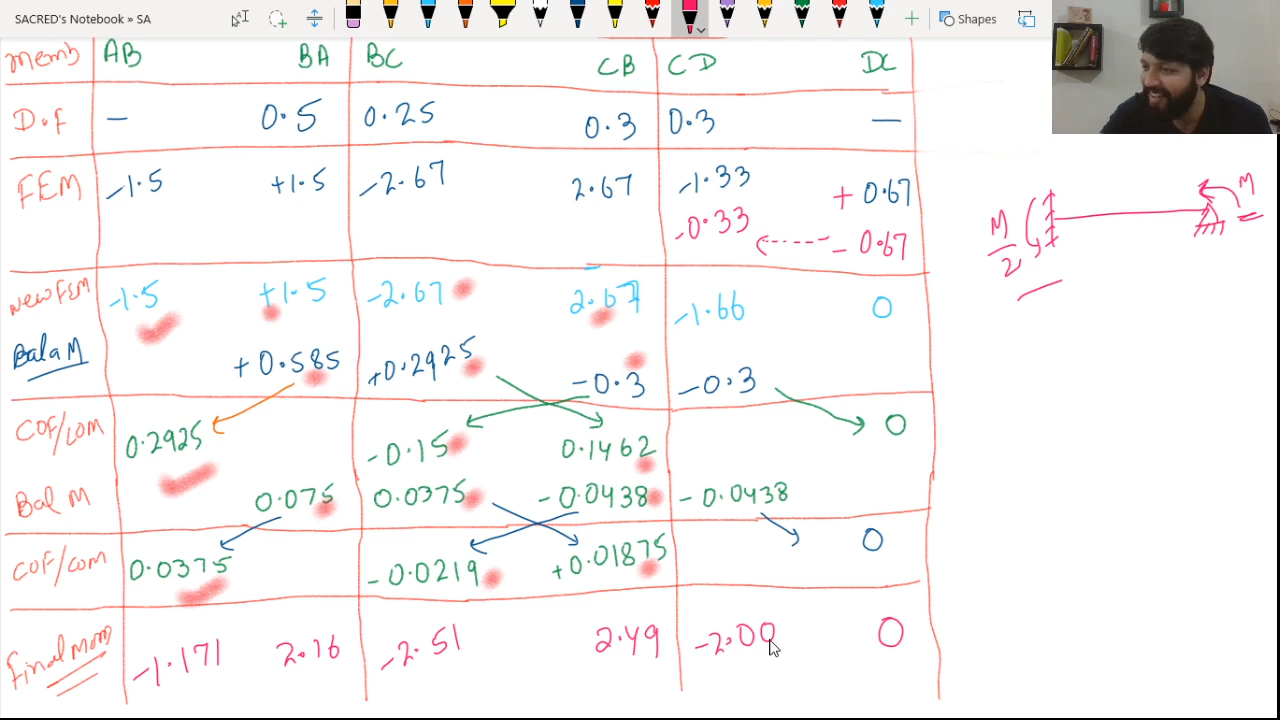 SACRED's Notebook » SA
Shapes
Memb AB BA BC CB CD DC
D.f — 0.5 0.25 0.3 0.3 —
FEM -1.5 +1.5 -2.67 2.67 -1.33 + 0.67
-0.33 - 0.67
New FEM -1.5 +1.5 -2.67 2.67 -1.66 0
Bala M + 0.585 +0.2925 -0.3 -0.3
COF/COM 0.2925 -0.15 0.1462 0
Bal M 0.075 0.0375 -0.0438 -0.0438
COF/COM 0.0375 -0.0219 +0.01875 0
Final Mom -1.171 2.16 -2.51 2.49 -2.00 0
M
M/2